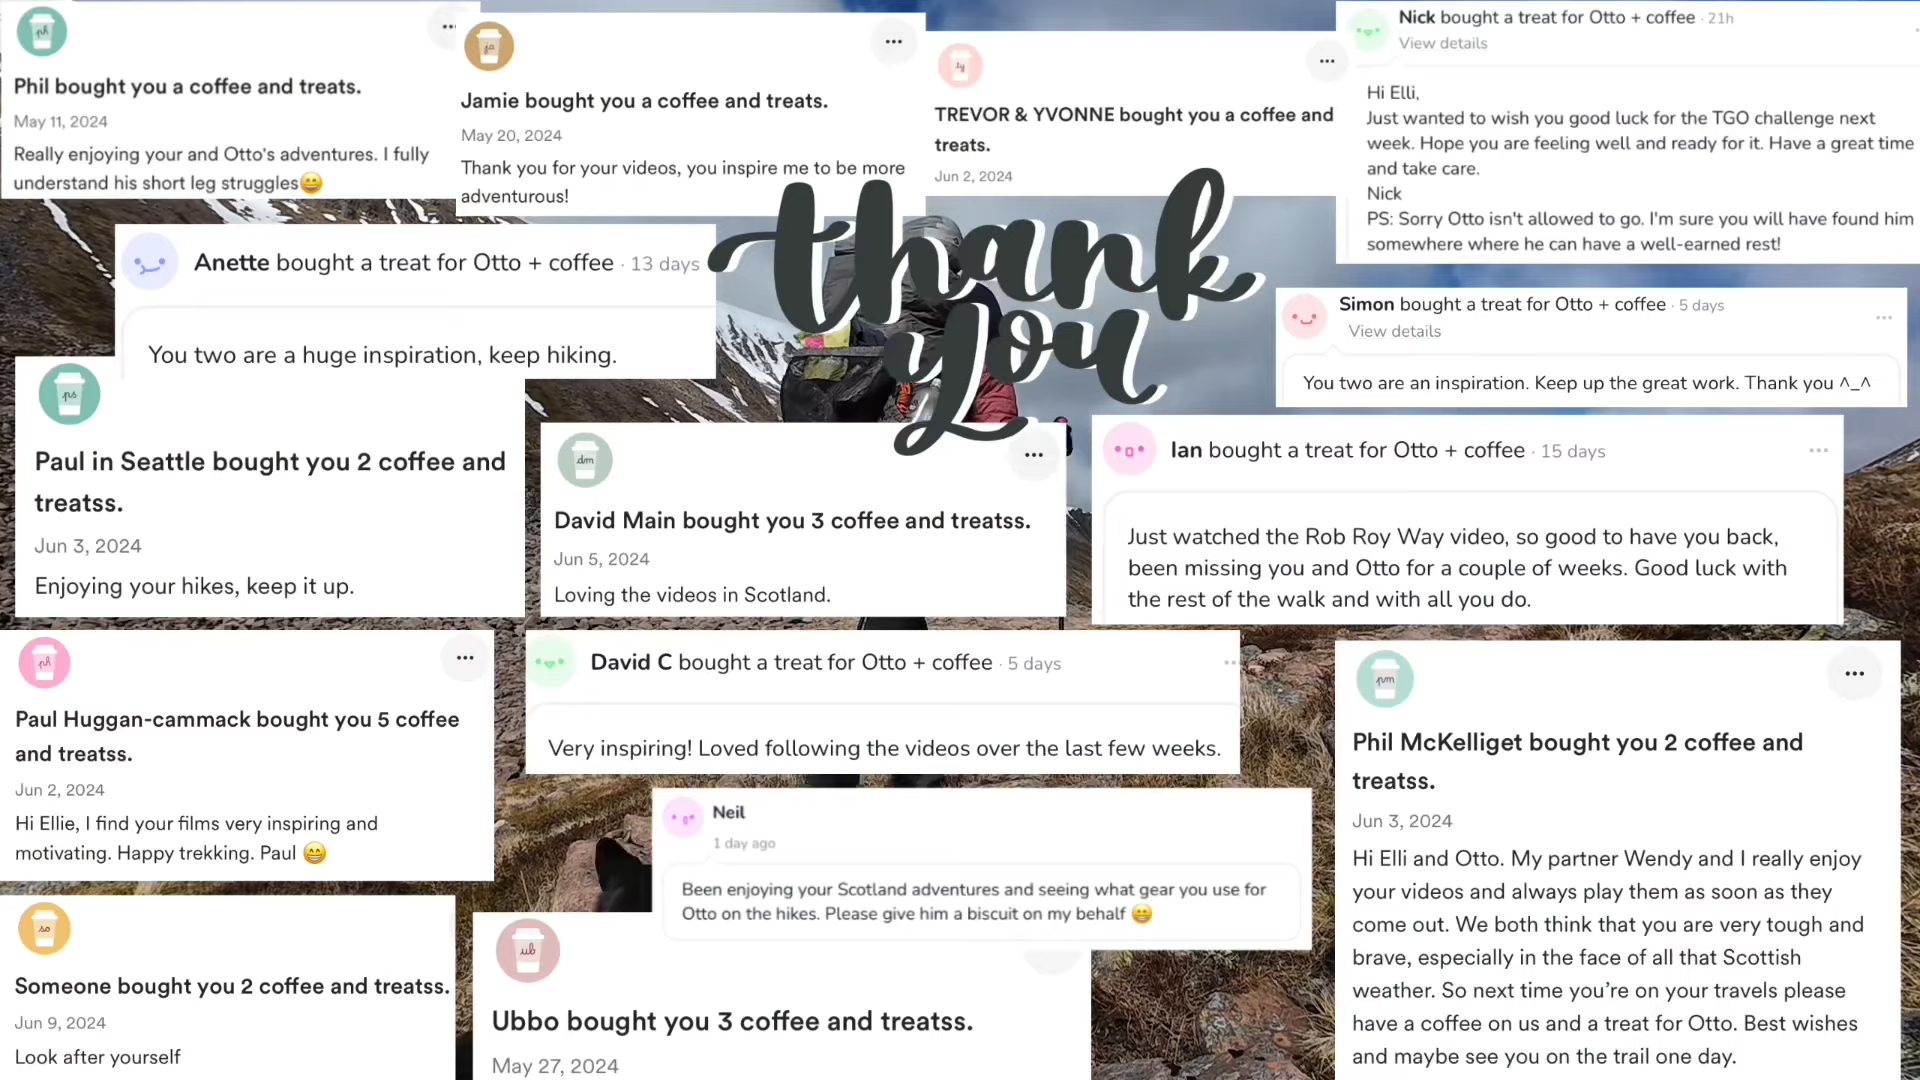 ph
Phil bought you a coffee and treats.
May 11, 2024
Really enjoying your and Otto's adventures. I fully
understand his short leg struggles😄
ja
Jamie bought you a coffee and treats.
May 20, 2024
Thank you for your videos, you inspire me to be more
adventurous!
ty
TREVOR & YVONNE bought you a coffee and
treats.
Jun 2, 2024
Nick bought a treat for Otto + coffee · 21h
View details
Hi Elli,
Just wanted to wish you good luck for the TGO challenge next
week. Hope you are feeling well and ready for it. Have a great time
and take care.
Nick
PS: Sorry Otto isn't allowed to go. I'm sure you will have found him
somewhere where he can have a well-earned rest!
thank
you
Anette bought a treat for Otto + coffee · 13 days
You two are a huge inspiration, keep hiking.
Simon bought a treat for Otto + coffee · 5 days
View details
You two are an inspiration. Keep up the great work. Thank you ^_^
ps
Paul in Seattle bought you 2 coffee and
treatss.
Jun 3, 2024
Enjoying your hikes, keep it up.
dm
David Main bought you 3 coffee and treatss.
Jun 5, 2024
Loving the videos in Scotland.
Ian bought a treat for Otto + coffee · 15 days
Just watched the Rob Roy Way video, so good to have you back,
been missing you and Otto for a couple of weeks. Good luck with
the rest of the walk and with all you do.
ph
Paul Huggan-cammack bought you 5 coffee
and treatss.
Jun 2, 2024
Hi Ellie, I find your films very inspiring and
motivating. Happy trekking. Paul 😁
David C bought a treat for Otto + coffee · 5 days
Very inspiring! Loved following the videos over the last few weeks.
Neil
1 day ago
Been enjoying your Scotland adventures and seeing what gear you use for
Otto on the hikes. Please give him a biscuit on my behalf 😄
pm
Phil McKelliget bought you 2 coffee and
treatss.
Jun 3, 2024
Hi Elli and Otto. My partner Wendy and I really enjoy
your videos and always play them as soon as they
come out. We both think that you are very tough and
brave, especially in the face of all that Scottish
weather. So next time you're on your travels please
have a coffee on us and a treat for Otto. Best wishes
and maybe see you on the trail one day.
so
Someone bought you 2 coffee and treatss.
Jun 9, 2024
Look after yourself
ub
Ubbo bought you 3 coffee and treatss.
May 27, 2024